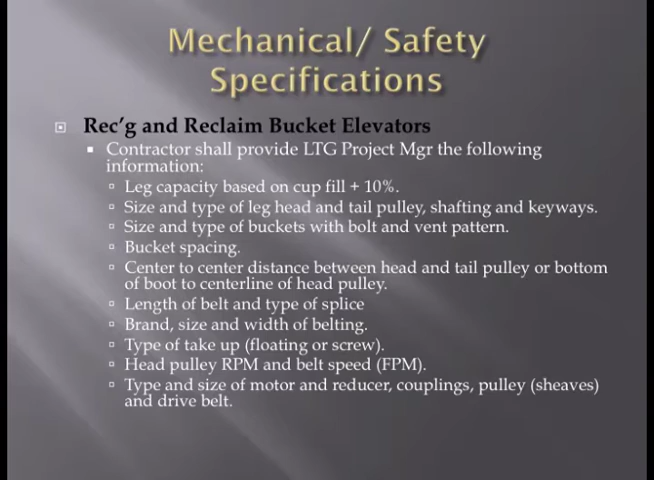 Mechanical/ Safety
Specifications
Rec'g and Reclaim Bucket Elevators
Contractor shall provide LTG Project Mgr the following
information:
Leg capacity based on cup fill + 10%.
Size and type of leg head and tail pulley, shafting and keyways.
Size and type of buckets with bolt and vent pattern.
Bucket spacing.
Center to center distance between head and tail pulley or bottom
of boot to centerline of head pulley.
Length of belt and type of splice
Brand, size and width of belting.
Type of take up (floating or screw).
Head pulley RPM and belt speed (FPM).
Type and size of motor and reducer, couplings, pulley (sheaves)
and drive belt.